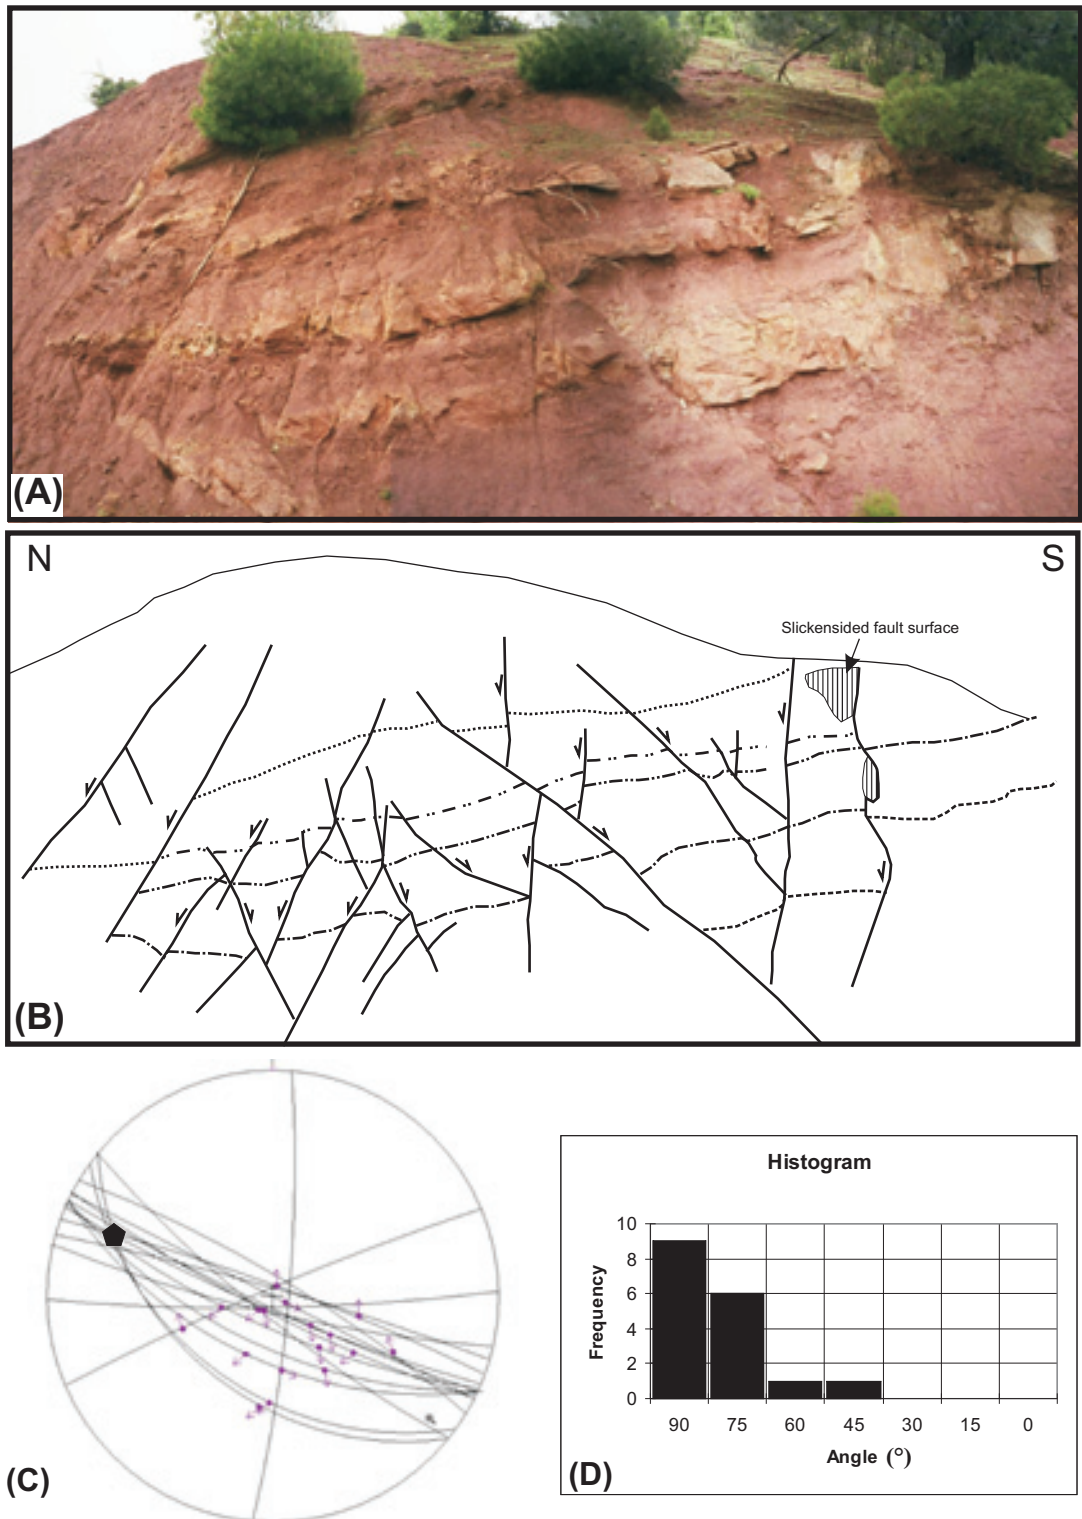 (A)
N
S
Slickensided fault surface
(B)
(C)
Histogram
Frequency
10
8
6
4
2
0
90 75 60 45 30 15 0
Angle (°)
(D)